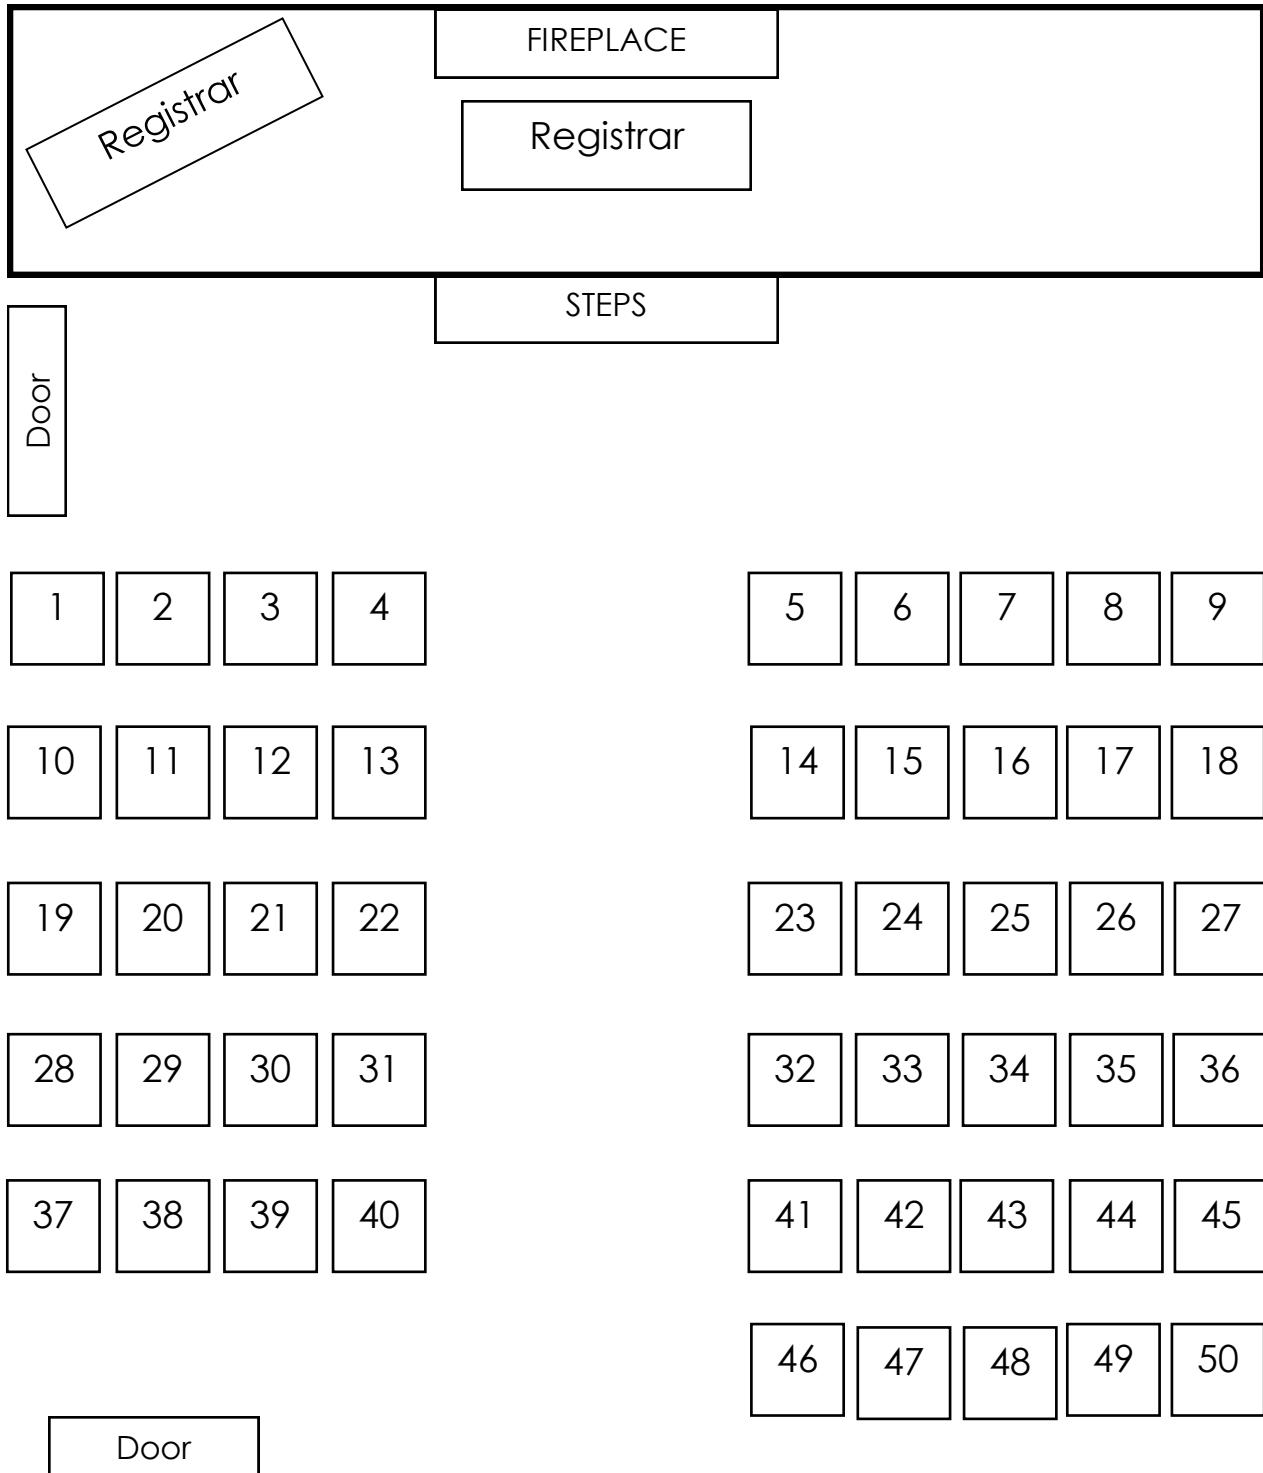 FIREPLACE
Registrar
Registrar
STEPS
Door
1 2 3 4 5 6 7 8 9
10 11 12 13 14 15 16 17 18
19 20 21 22 23 24 25 26 27
28 29 30 31 32 33 34 35 36
37 38 39 40 41 42 43 44 45
46 47 48 49 50
Door